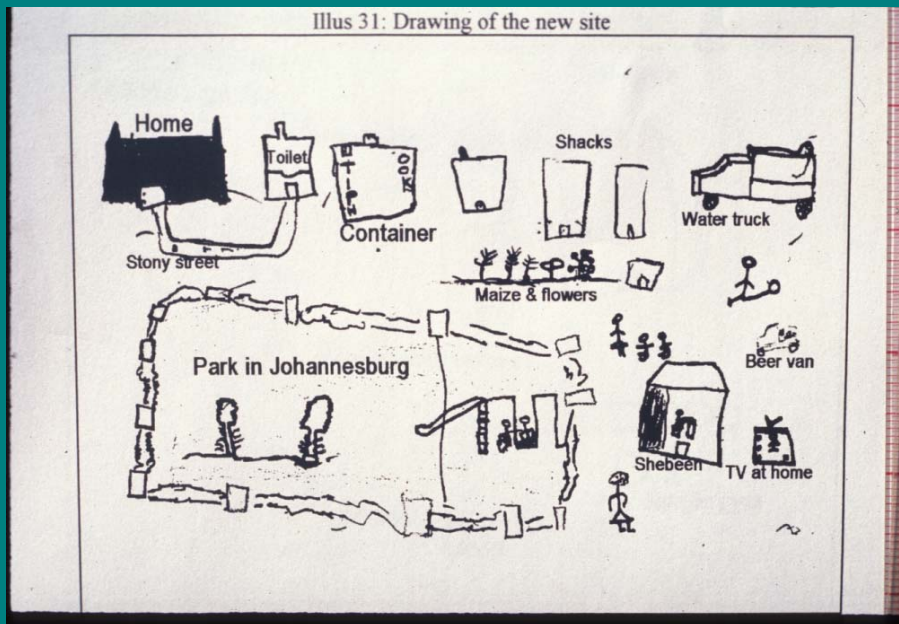 Illus 31: Drawing of the new site
Home
Toilet
Shacks
Container
Water truck
Stony street
Maize & flowers
Park in Johannesburg
Beer van
Shebeen
TV at home